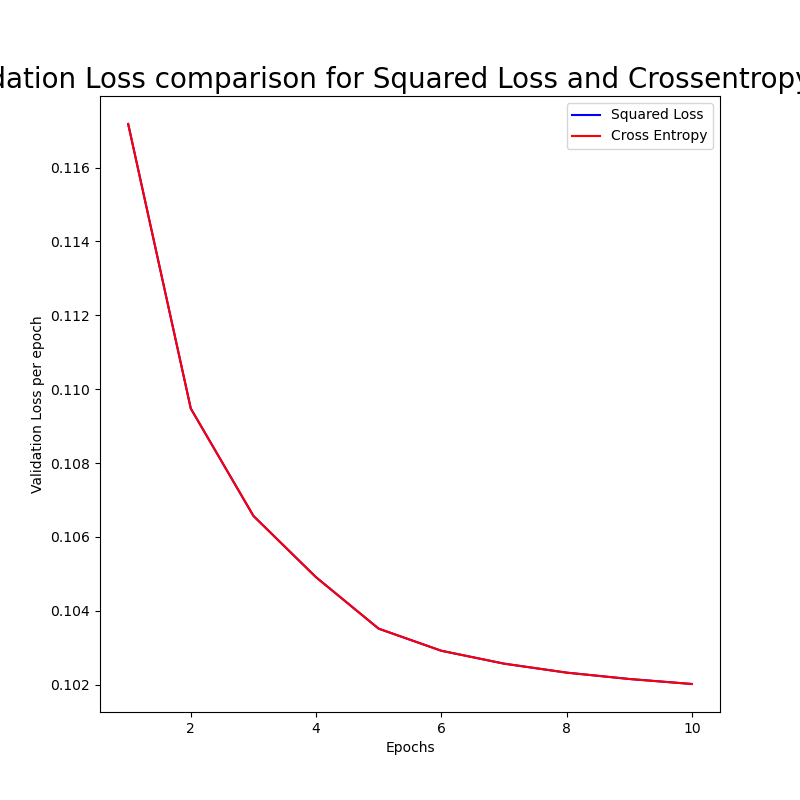 dation Loss comparison for Squared Loss and Crossentropy
Squared Loss
Cross Entropy
0.116
0.114
0.112
0.110
0.108
0.106
0.104
0.102
Validation Loss per epoch
2 4 6 8 10
Epochs